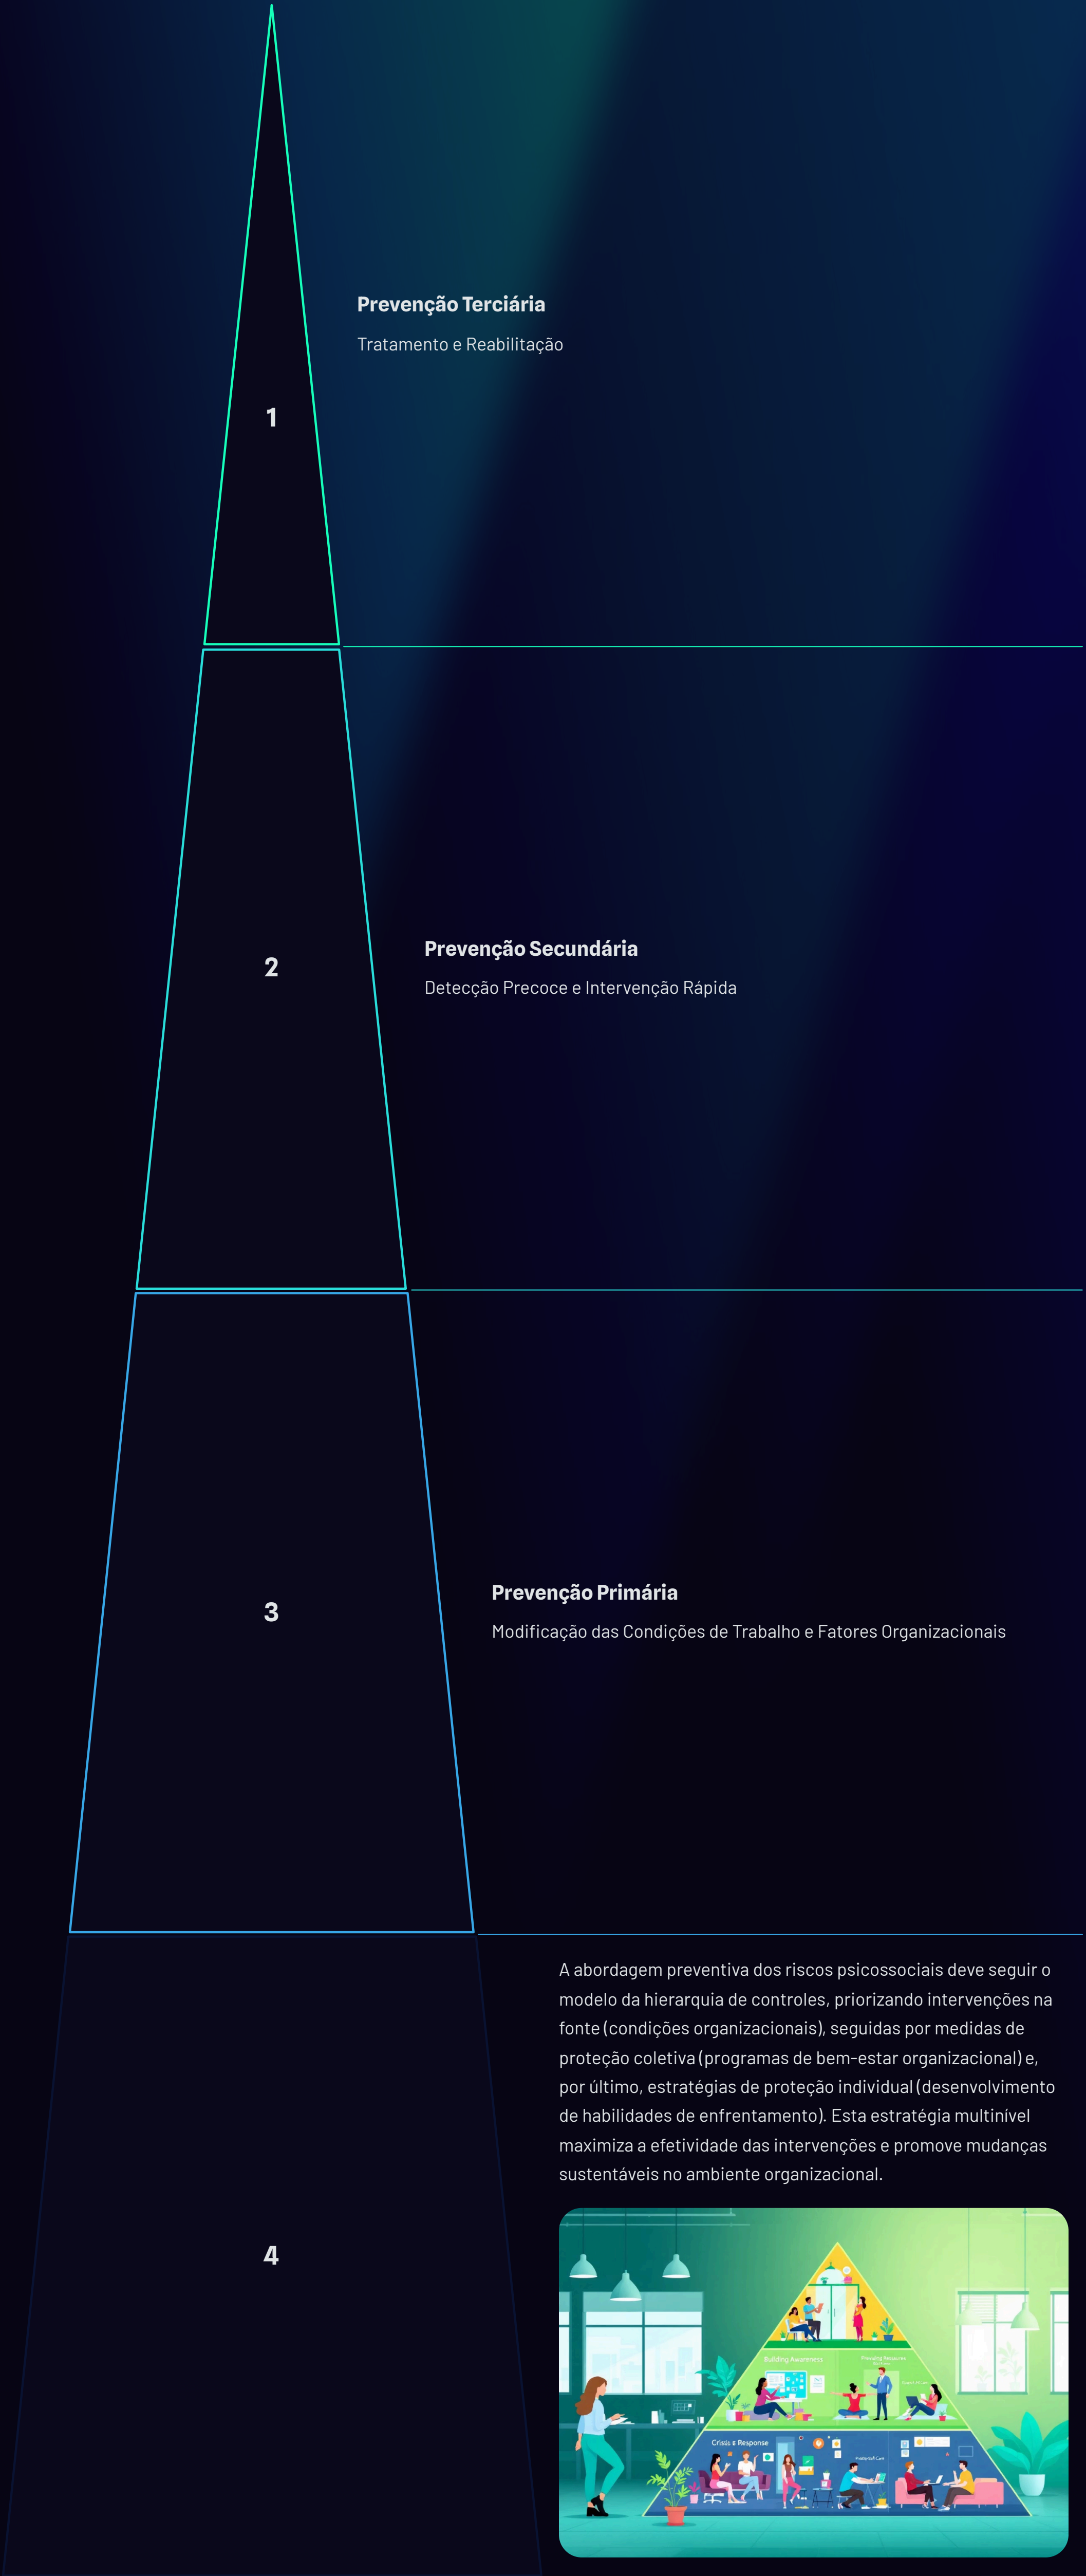 1
Prevenção Terciária
Tratamento e Reabilitação
2
Prevenção Secundária
Detecção Precoce e Intervenção Rápida
3
Prevenção Primária
Modificação das Condições de Trabalho e Fatores Organizacionais
4
A abordagem preventiva dos riscos psicossociais deve seguir o
modelo da hierarquia de controles, priorizando intervenções na
fonte (condições organizacionais), seguidas por medidas de
proteção coletiva (programas de bem-estar organizacional) e,
por último, estratégias de proteção individual (desenvolvimento
de habilidades de enfrentamento). Esta estratégia multinível
maximiza a efetividade das intervenções e promove mudanças
sustentáveis no ambiente organizacional.
Building Awareness
Crisis & Response